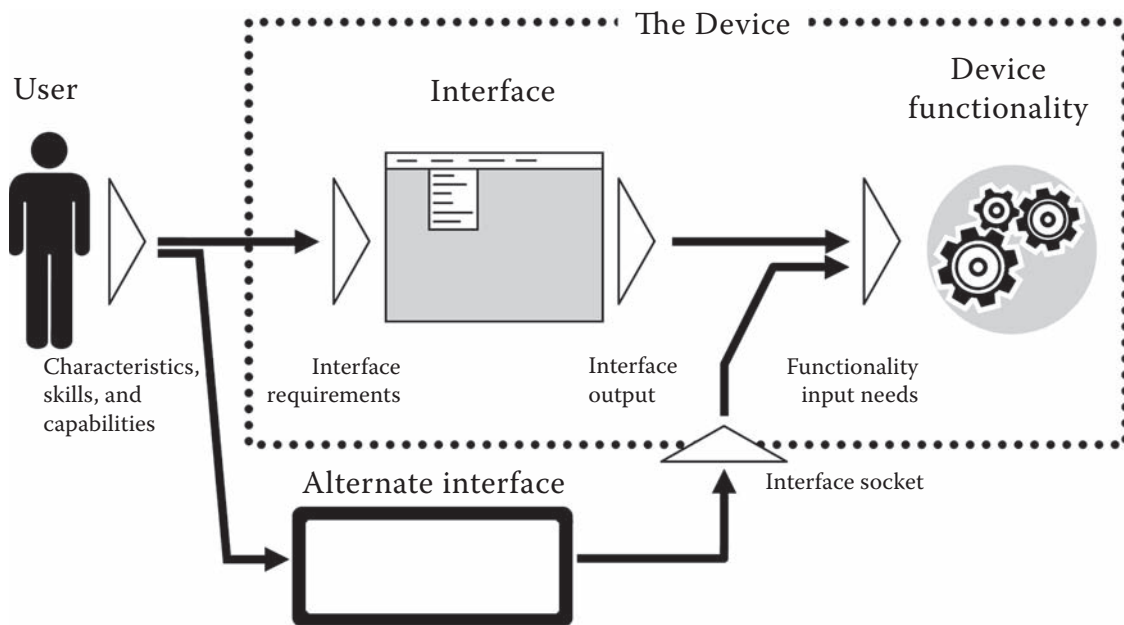 The Device
User
Interface
Device
functionality
Characteristics,
skills, and
capabilities
Interface
requirements
Interface
output
Functionality
input needs
Interface socket
Alternate interface